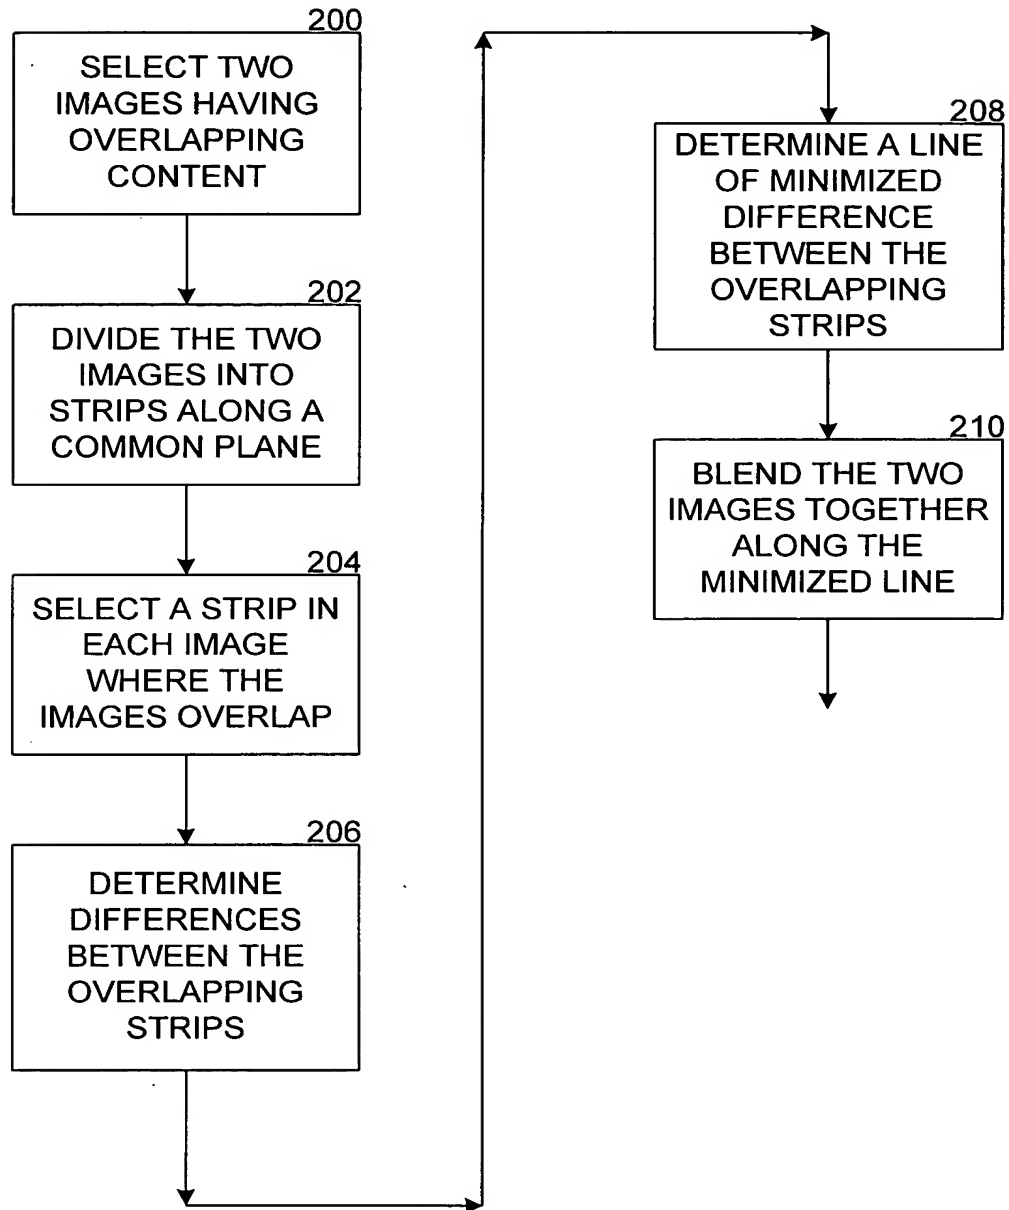 200
SELECT TWO
IMAGES HAVING
OVERLAPPING
CONTENT
202
DIVIDE THE TWO
IMAGES INTO
STRIPS ALONG A
COMMON PLANE
204
SELECT A STRIP IN
EACH IMAGE
WHERE THE
IMAGES OVERLAP
206
DETERMINE
DIFFERENCES
BETWEEN THE
OVERLAPPING
STRIPS
208
DETERMINE A LINE
OF MINIMIZED
DIFFERENCE
BETWEEN THE
OVERLAPPING
STRIPS
210
BLEND THE TWO
IMAGES TOGETHER
ALONG THE
MINIMIZED LINE